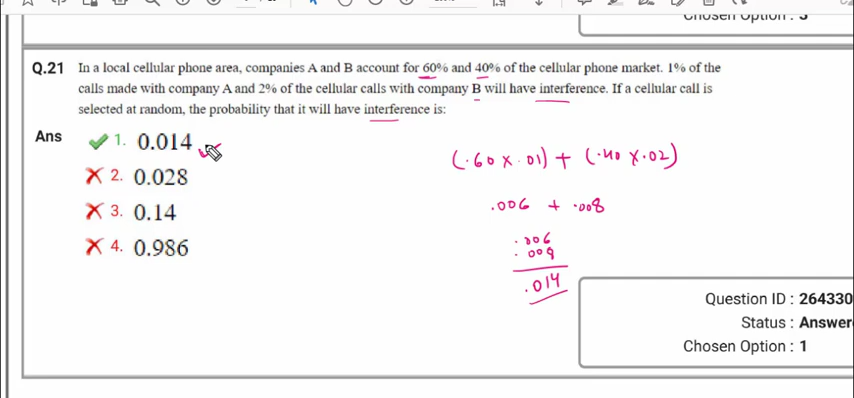 Chosen Option : 3
Q.21 In a local cellular phone area, companies A and B account for 60% and 40% of the cellular phone market. 1% of the
calls made with company A and 2% of the cellular calls with company B will have interference. If a cellular call is
selected at random, the probability that it will have interference is:
Ans 1. 0.014
2. 0.028
3. 0.14
4. 0.986
(.60 X .01) + (.40 X .02)
.006 + .008
.006
.008
.014
Question ID : 264330
Status : Answer
Chosen Option : 1